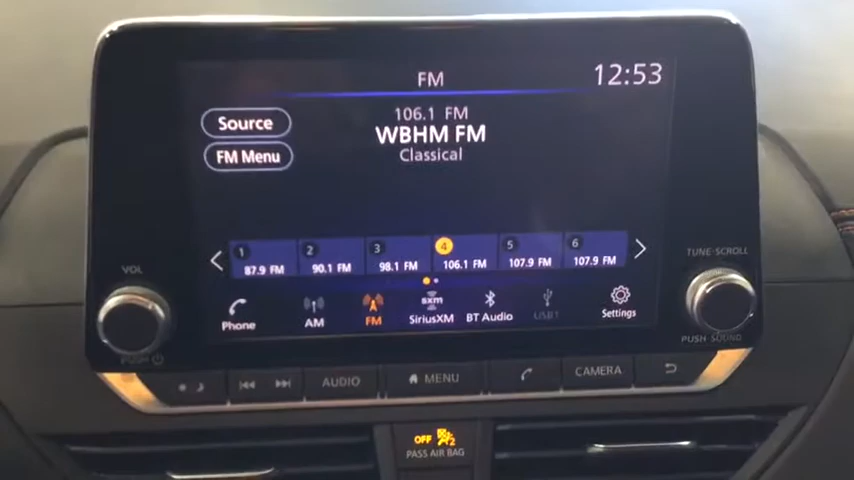 FM
12:53
Source
106.1 FM
WBHM FM
FM Menu
Classical
1 2 3 4 5 6
87.9 FM 90.1 FM 98.1 FM 106.1 FM 107.9 FM 107.9 FM
VOL
TUNE·SCROLL
Phone AM FM sxm SiriusXM BT Audio USB1 Settings
PUSH
PUSH SOUND
AUDIO MENU CAMERA
OFF 2
PASS AIR BAG